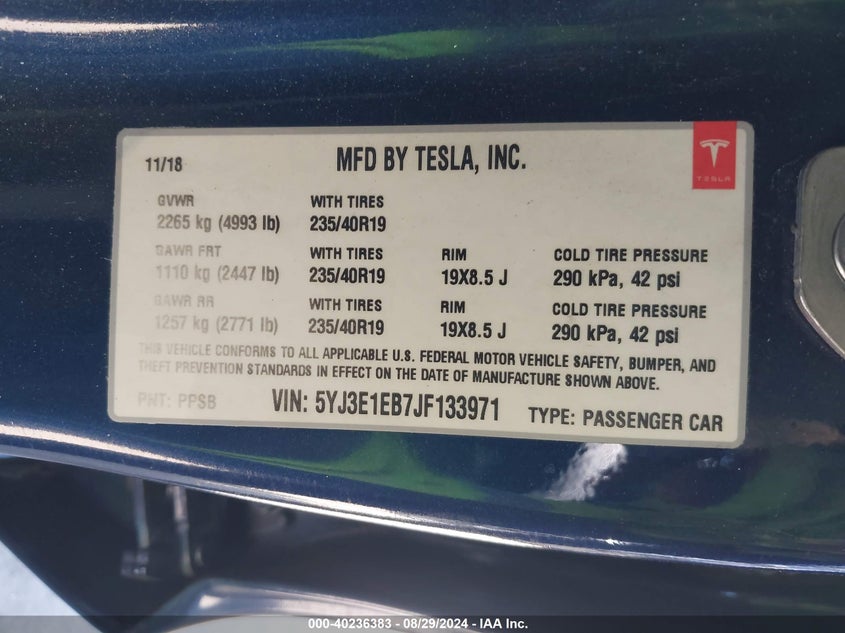 11/18 MFD BY TESLA, INC.
TESLA
GVWR WITH TIRES
2265 kg (4993 lb) 235/40R19
GAWR FRT WITH TIRES RIM COLD TIRE PRESSURE
1110 kg (2447 lb) 235/40R19 19X8.5 J 290 kPa, 42 psi
GAWR RR WITH TIRES RIM COLD TIRE PRESSURE
1257 kg (2771 lb) 235/40R19 19X8.5 J 290 kPa, 42 psi
THIS VEHICLE CONFORMS TO ALL APPLICABLE U.S. FEDERAL MOTOR VEHICLE SAFETY, BUMPER, AND
THEFT PREVENTION STANDARDS IN EFFECT ON THE DATE OF MANUFACTURE SHOWN ABOVE.
PNT: PPSB VIN: 5YJ3E1EB7JF133971 TYPE: PASSENGER CAR
000-40236383 - 08/29/2024 - IAA Inc.